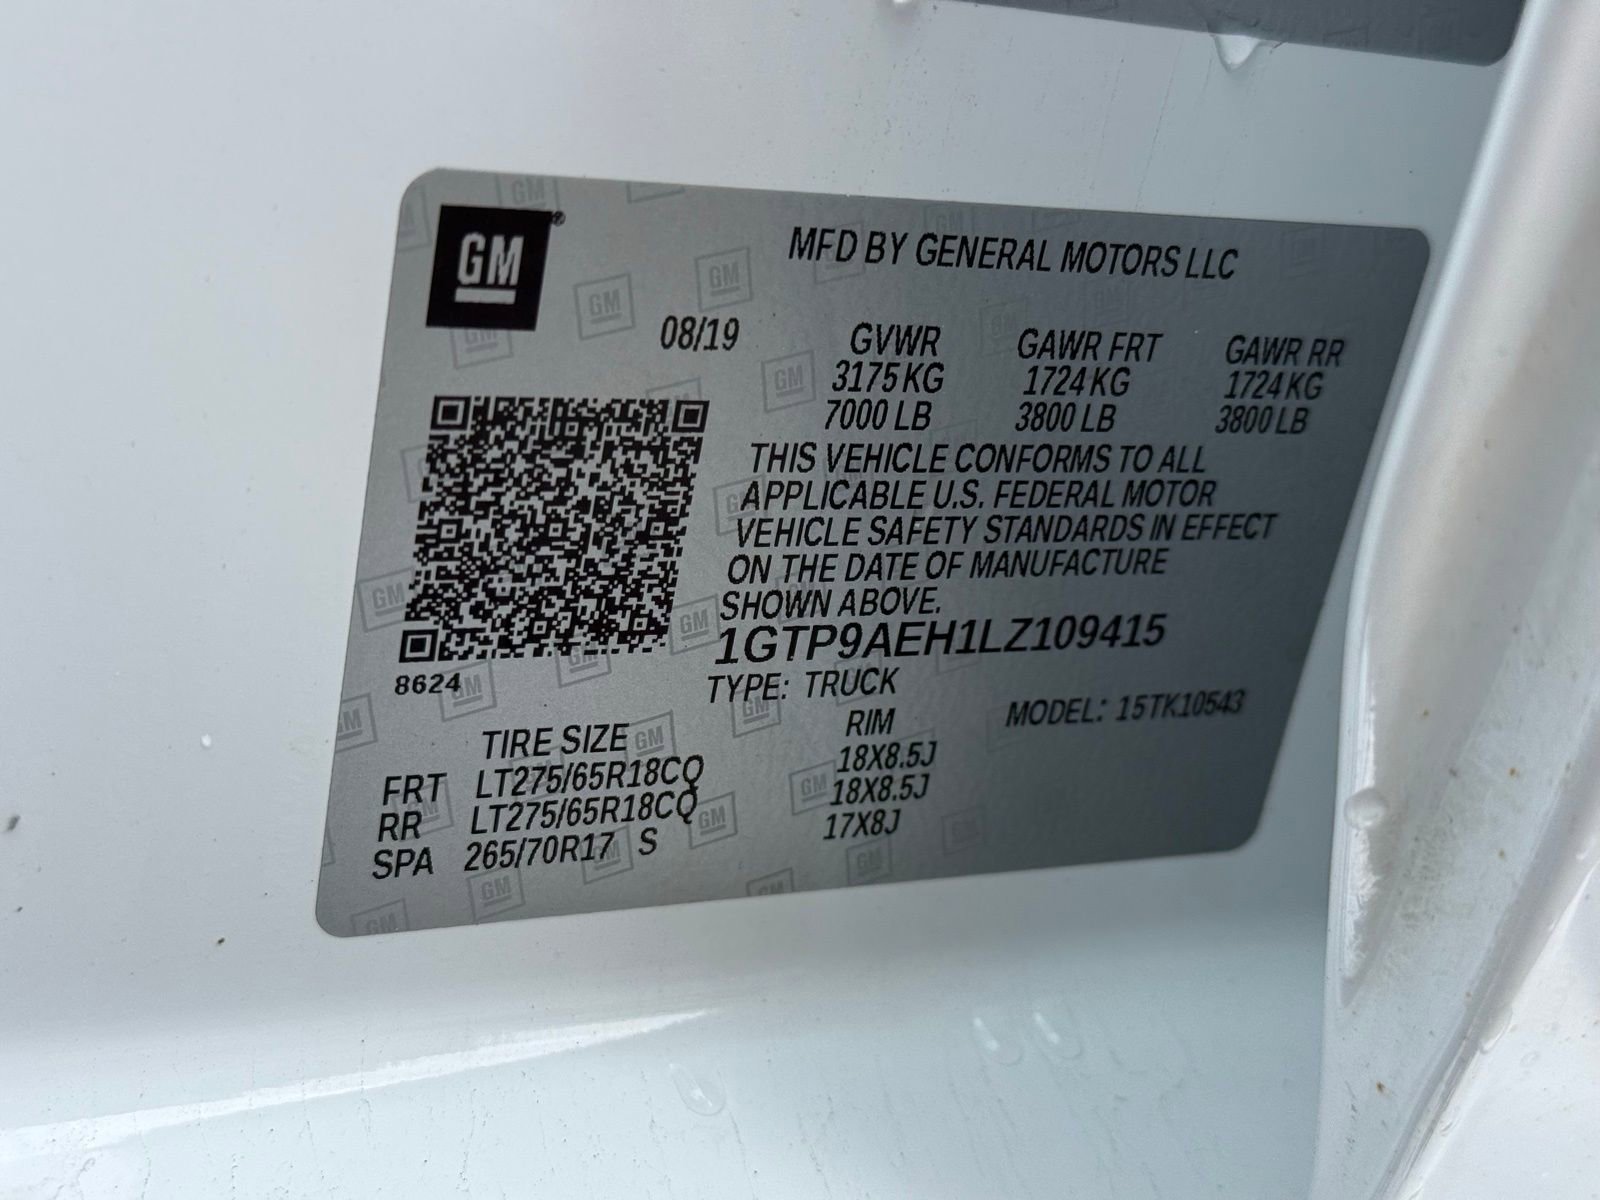 GM®
MFD BY GENERAL MOTORS LLC
08/19 GVWR GAWR FRT GAWR RR
3175 KG 1724 KG 1724 KG
7000 LB 3800 LB 3800 LB
THIS VEHICLE CONFORMS TO ALL
APPLICABLE U.S. FEDERAL MOTOR
VEHICLE SAFETY STANDARDS IN EFFECT
ON THE DATE OF MANUFACTURE
SHOWN ABOVE.
1GTP9AEH1LZ109415
8624
TYPE: TRUCK
MODEL: 15TK10543
TIRE SIZE RIM
FRT LT275/65R18CQ 18X8.5J
RR LT275/65R18CQ 18X8.5J
SPA 265/70R17 S 17X8J